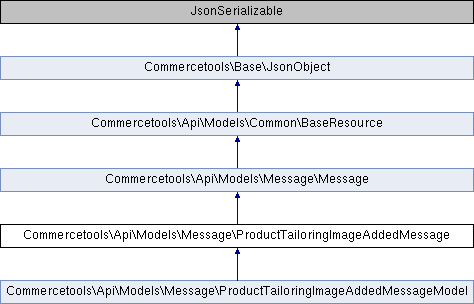 JsonSerializable
Commercetools\Base\JsonObject
Commercetools\Api\Models\Common\BaseResource
Commercetools\Api\Models\Message\Message
Commercetools\Api\Models\Message\ProductTailoringImageAddedMessage
Commercetools\Api\Models\Message\ProductTailoringImageAddedMessageModel